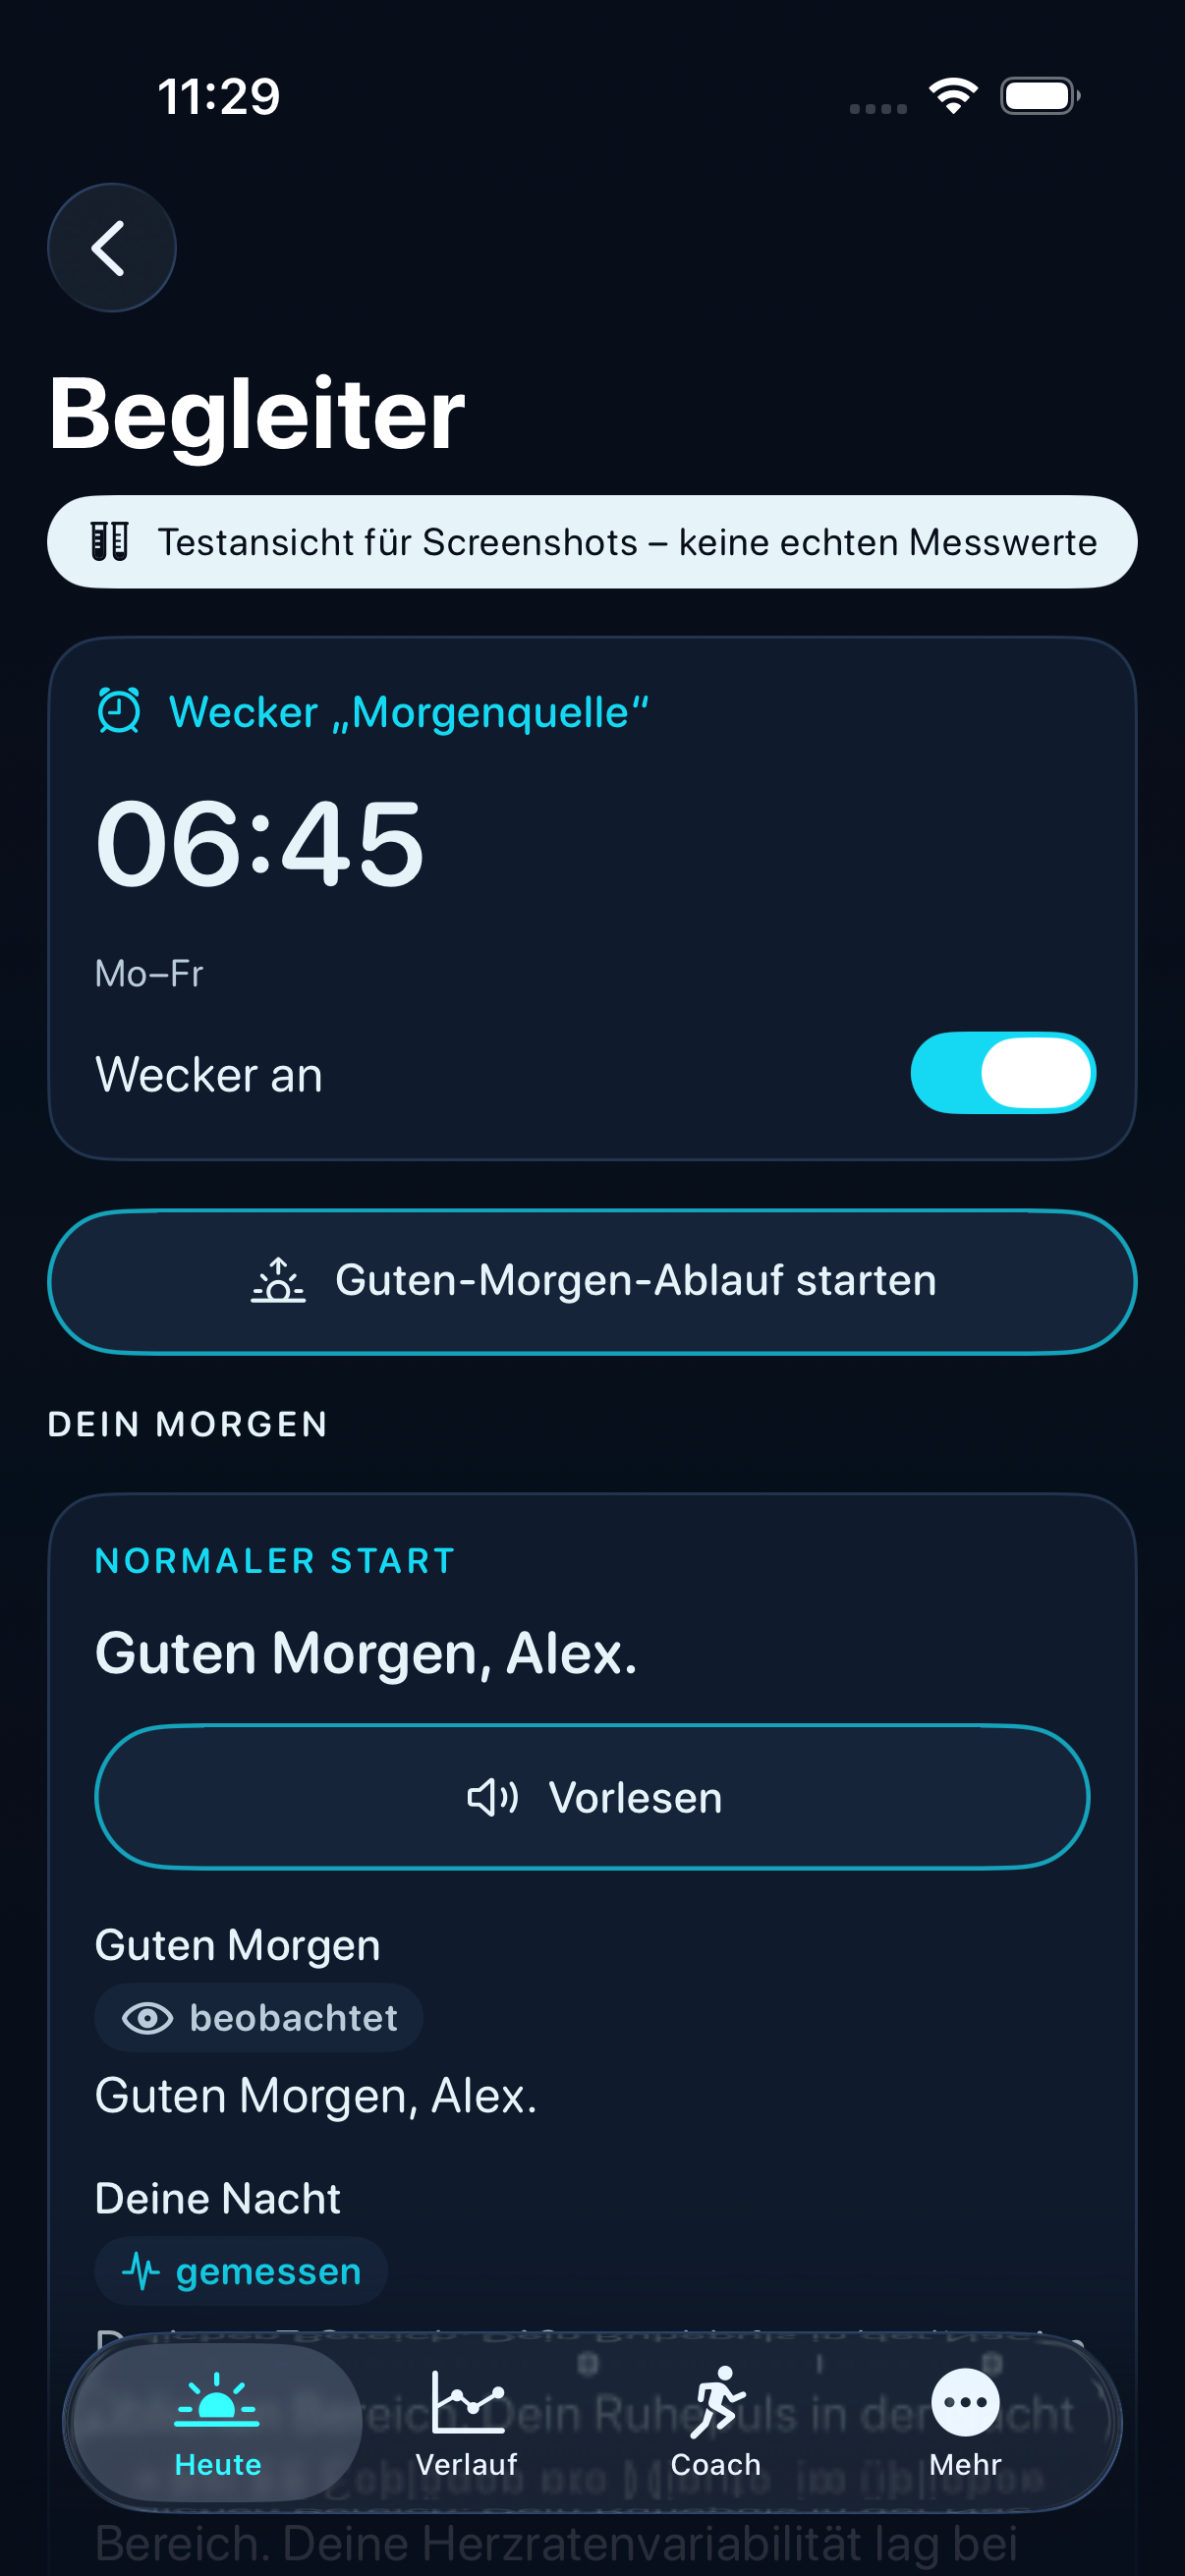 11:29
Begleiter
Testansicht für Screenshots – keine echten Messwerte
Wecker „Morgenquelle“
06:45
Mo–Fr
Wecker an
Guten-Morgen-Ablauf starten
DEIN MORGEN
NORMALER START
Guten Morgen, Alex.
Vorlesen
Guten Morgen
beobachtet
Guten Morgen, Alex.
Deine Nacht
gemessen
Bereich. Dein Ruhepuls in der Nacht
Heute
Verlauf
Coach
Mehr
Bereich. Deine Herzratenvariabilität lag bei